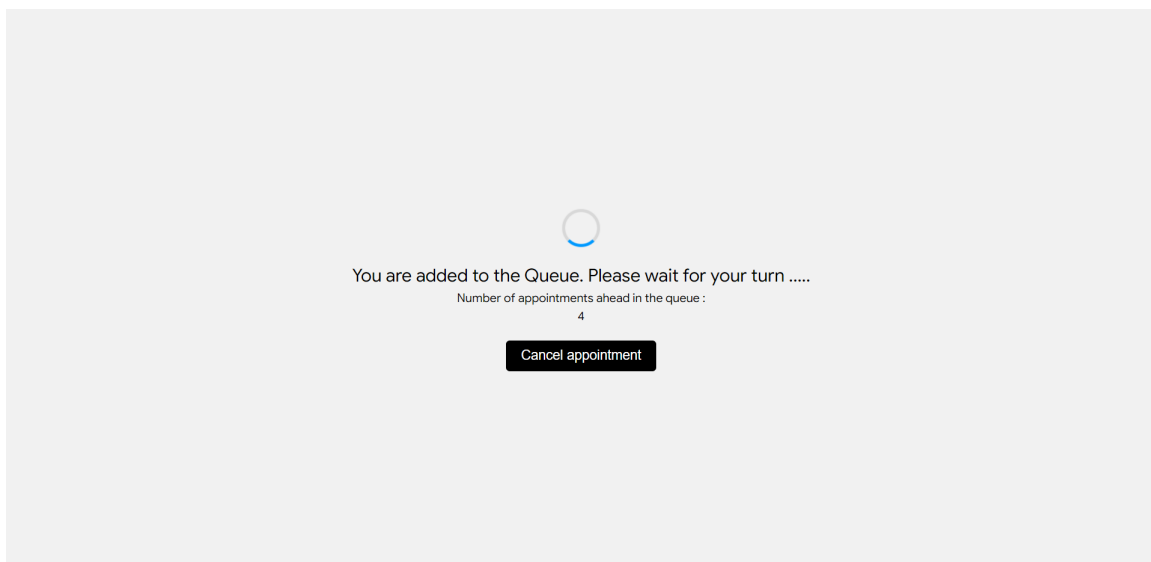 You are added to the Queue. Please wait for your turn .....
Number of appointments ahead in the queue :
4
Cancel appointment